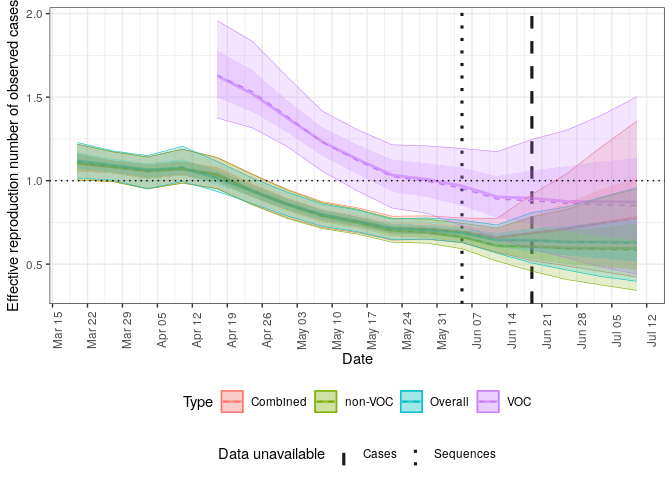 Effective reproduction number of observed cases
2.0
1.5
1.0
0.5
Mar 15
Mar 22
Mar 29
Apr 05
Apr 12
Apr 19
Apr 26
May 03
May 10
May 17
May 24
May 31
Jun 07
Jun 14
Jun 21
Jun 28
Jul 05
Jul 12
Date
Type Combined non-VOC Overall VOC
Data unavailable Cases Sequences